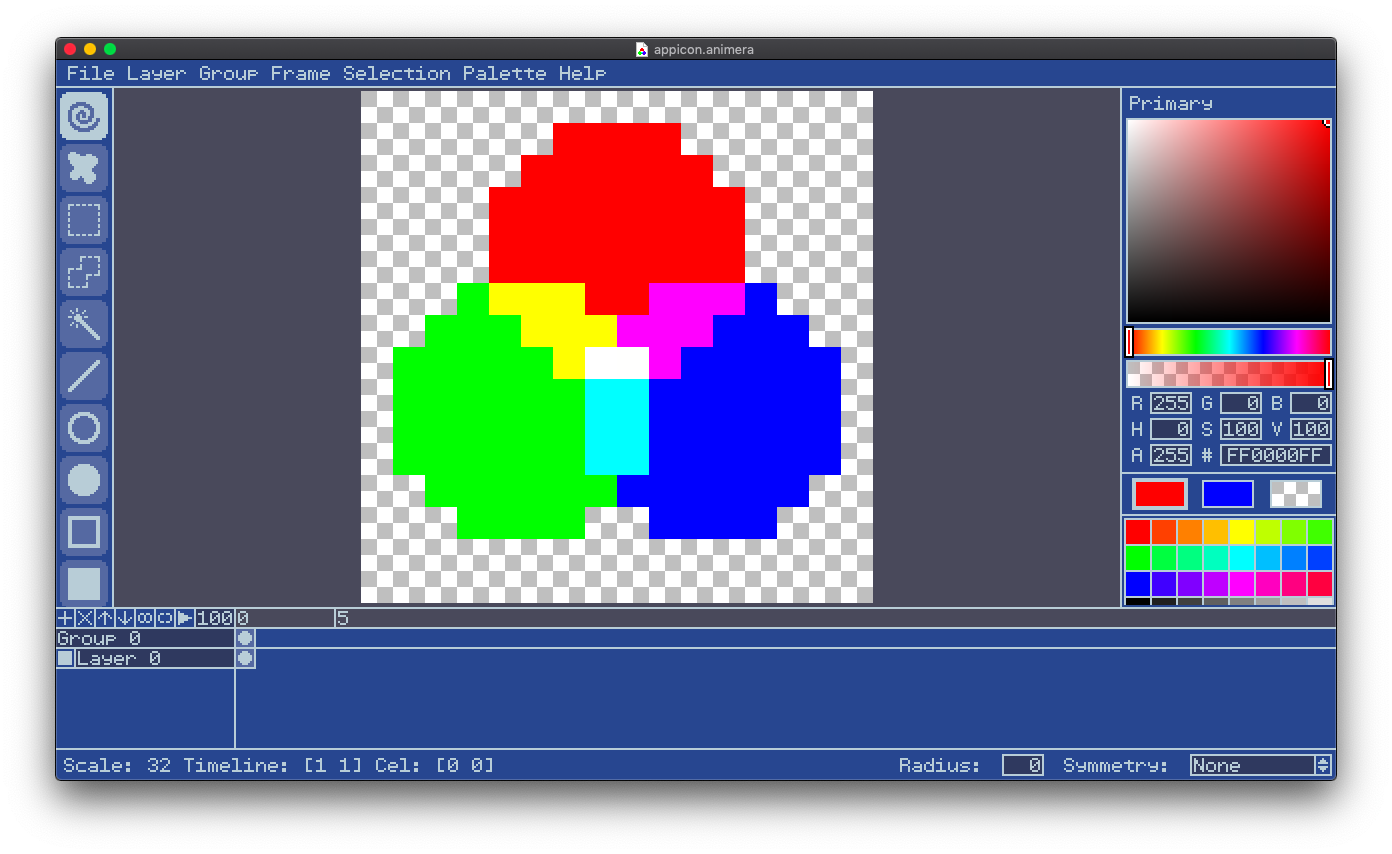 appicon.animera
File Layer Group Frame Selection Palette Help
Primary
R 255 G 0 B 0
H 0 S 100 V 100
A 255 # FF0000FF
100 0 5
Group 0
Layer 0
Scale: 32 Timeline: [1 1] Cel: [0 0] Radius: 0 Symmetry: None